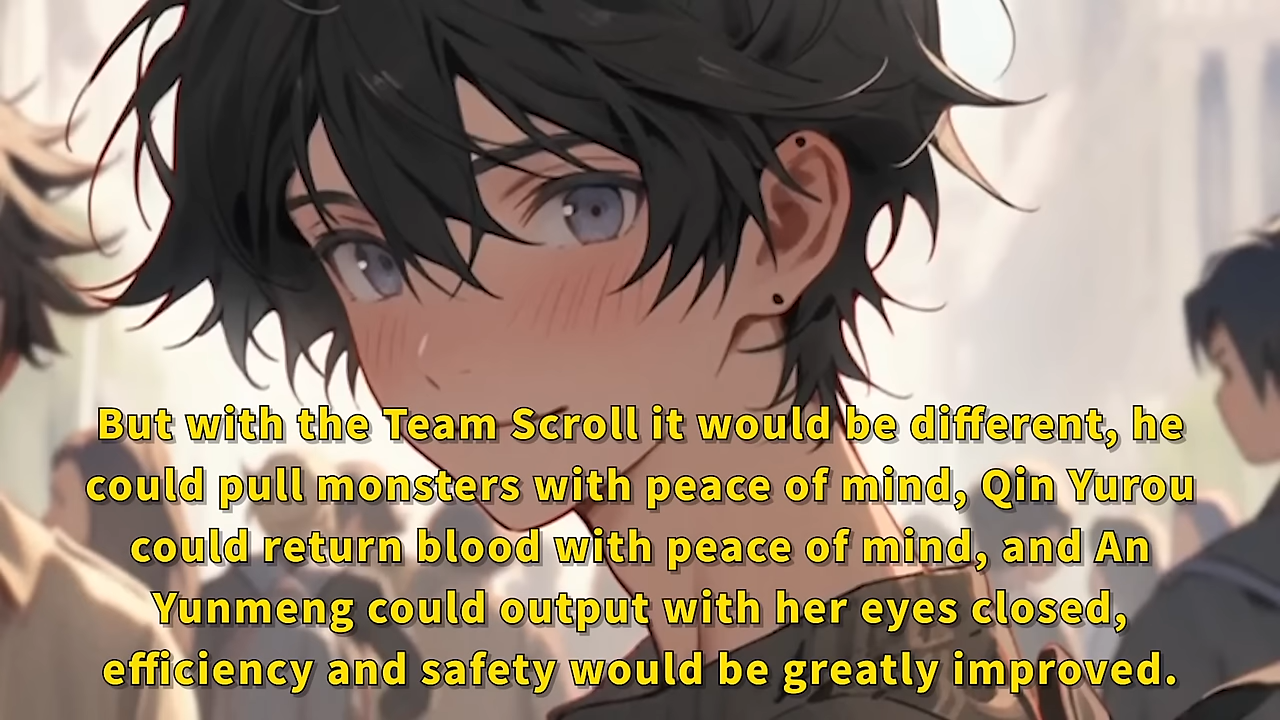 But with the Team Scroll it would be different, he
could pull monsters with peace of mind, Qin Yurou
could return blood with peace of mind, and An
Yunmeng could output with her eyes closed,
efficiency and safety would be greatly improved.